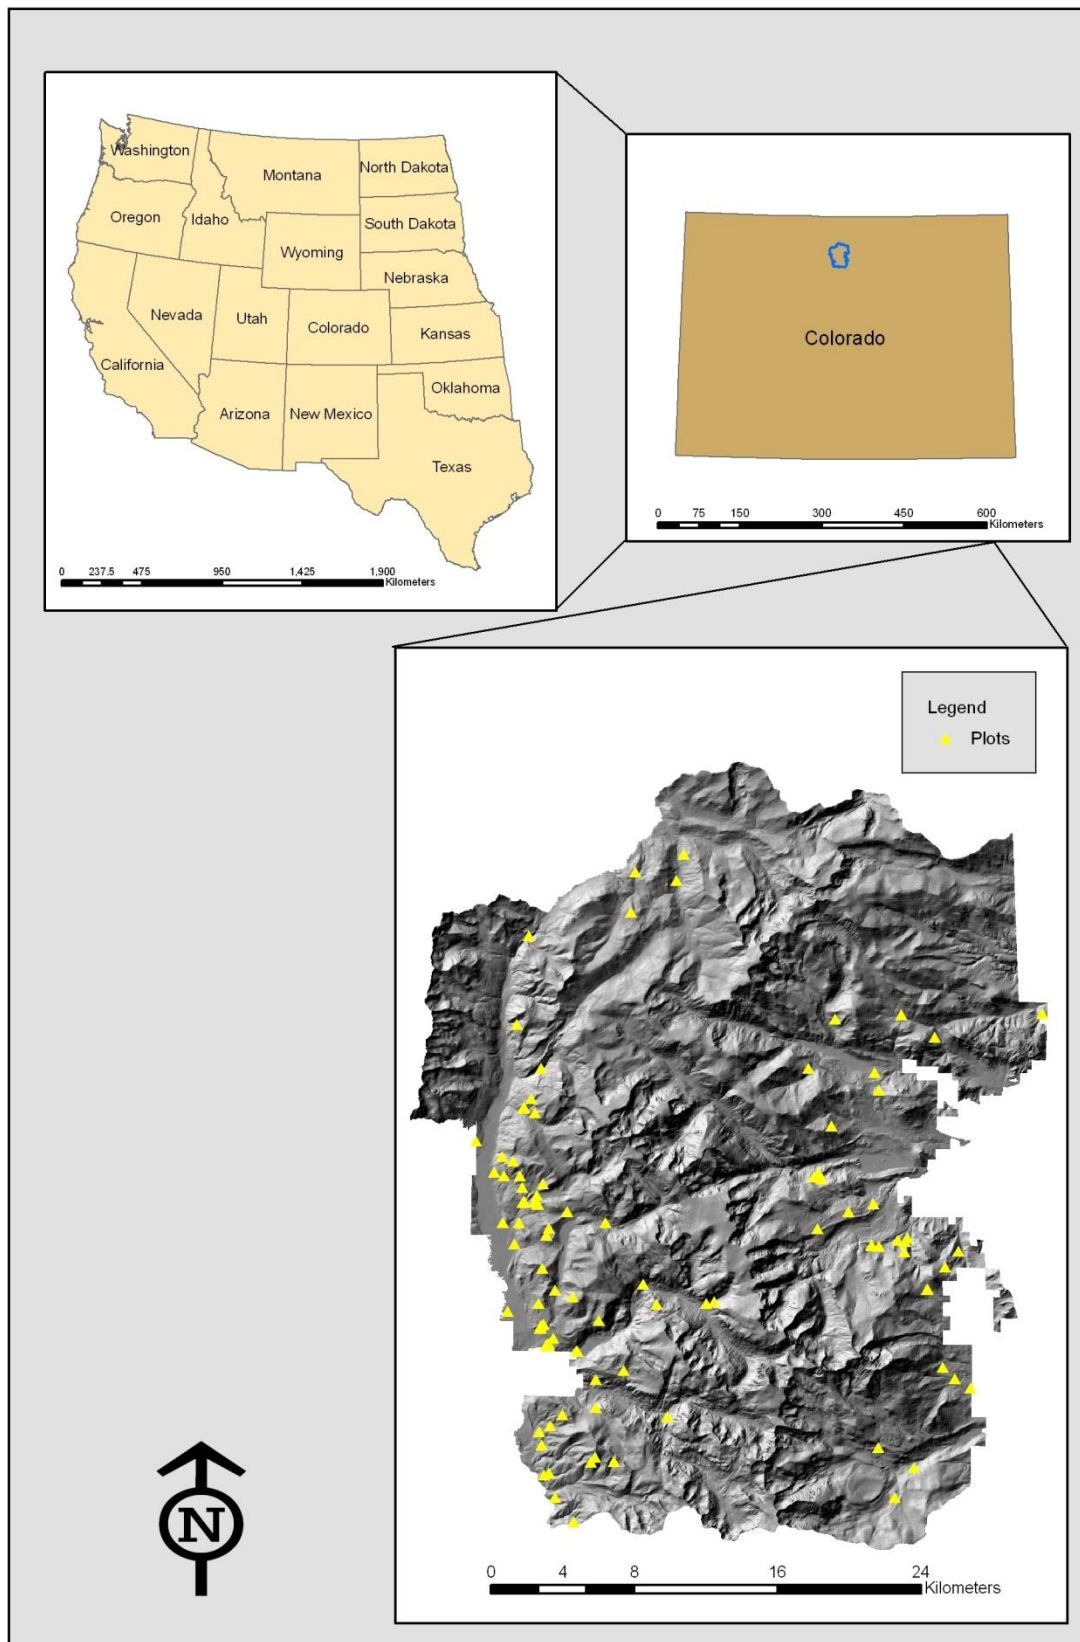 Washington
Montana
North Dakota
Oregon
Idaho
South Dakota
Wyoming
Nebraska
Nevada
Utah
Colorado
Kansas
California
Oklahoma
Arizona
New Mexico
Texas
0 237.5 475 950 1,425 1,900
Kilometers
Colorado
0 75 150 300 450 600
Kilometers
Legend
Plots
N
0 4 8 16 24
Kilometers